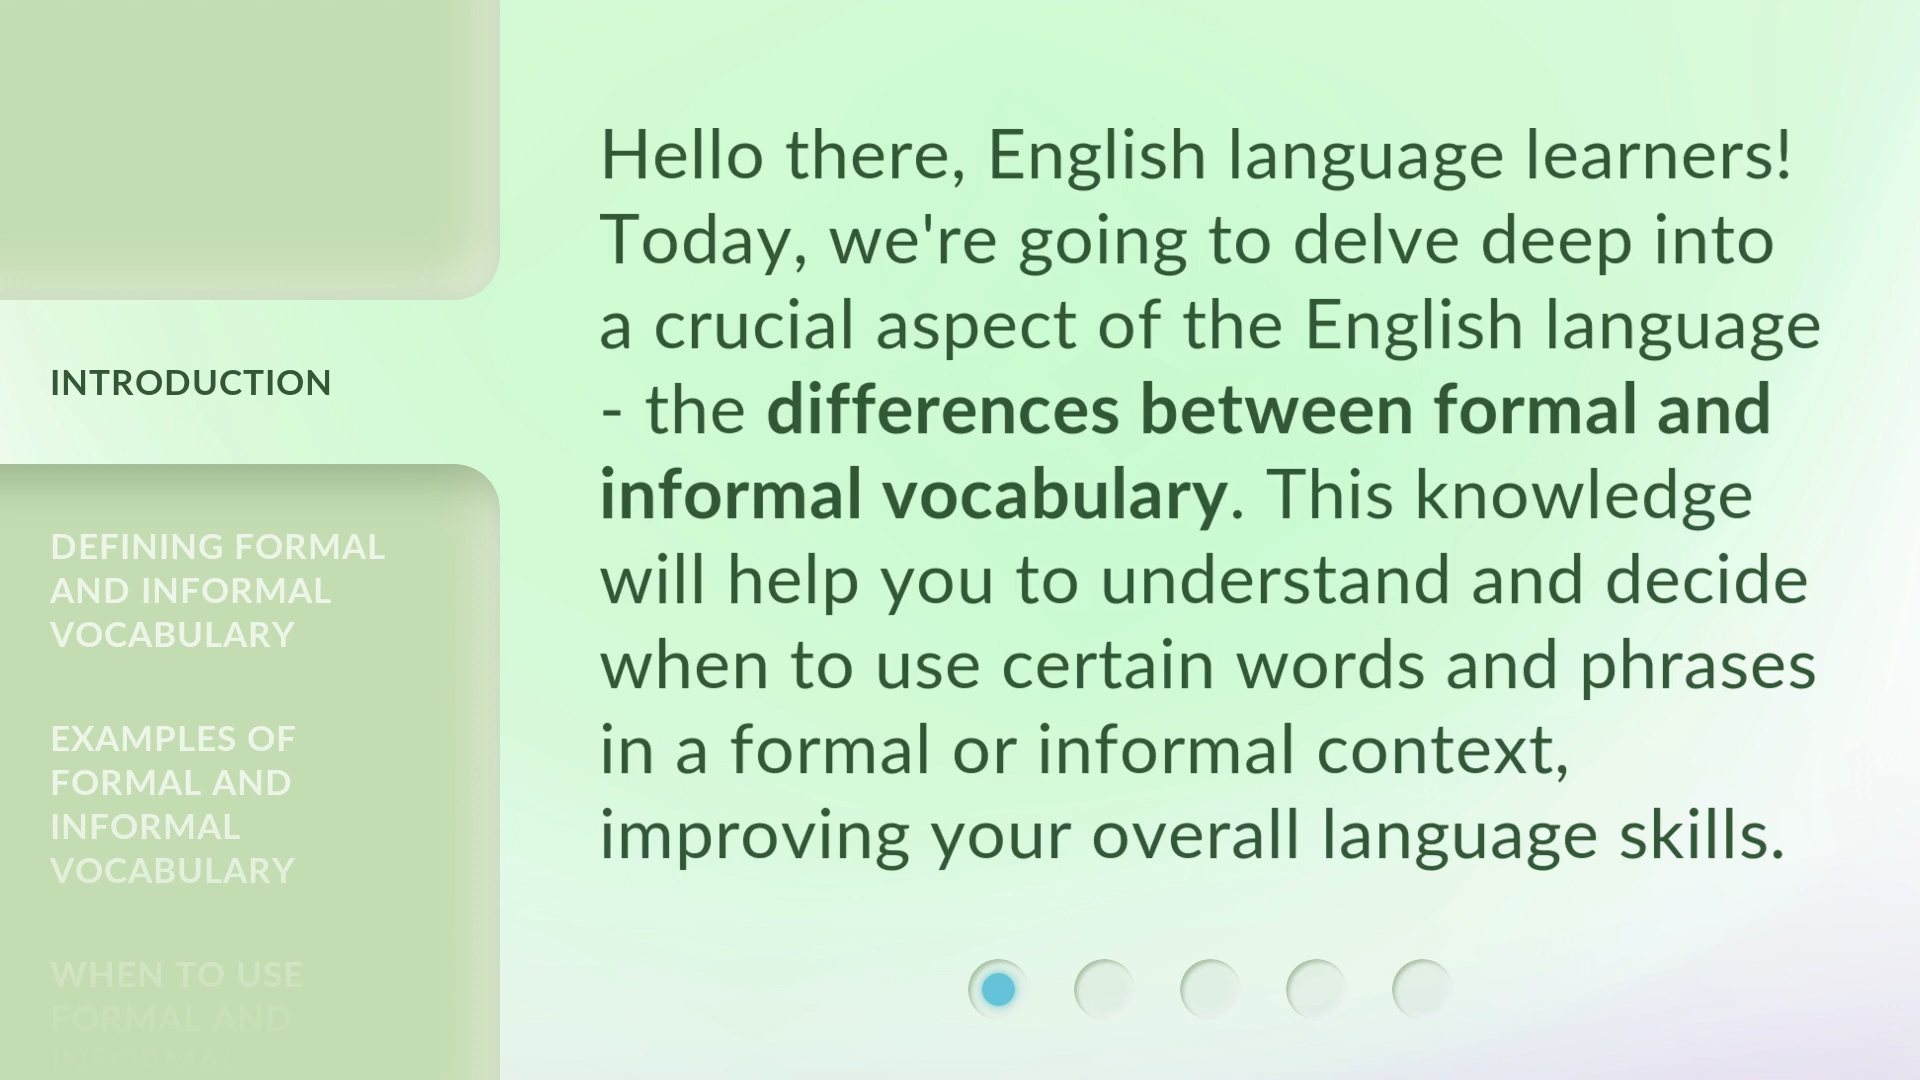 INTRODUCTION
DEFINING FORMAL
AND INFORMAL
VOCABULARY
EXAMPLES OF
FORMAL AND
INFORMAL
VOCABULARY
WHEN TO USE
FORMAL AND
INFORMAL
Hello there, English language learners!
Today, we're going to delve deep into
a crucial aspect of the English language
- the differences between formal and
informal vocabulary. This knowledge
will help you to understand and decide
when to use certain words and phrases
in a formal or informal context,
improving your overall language skills.